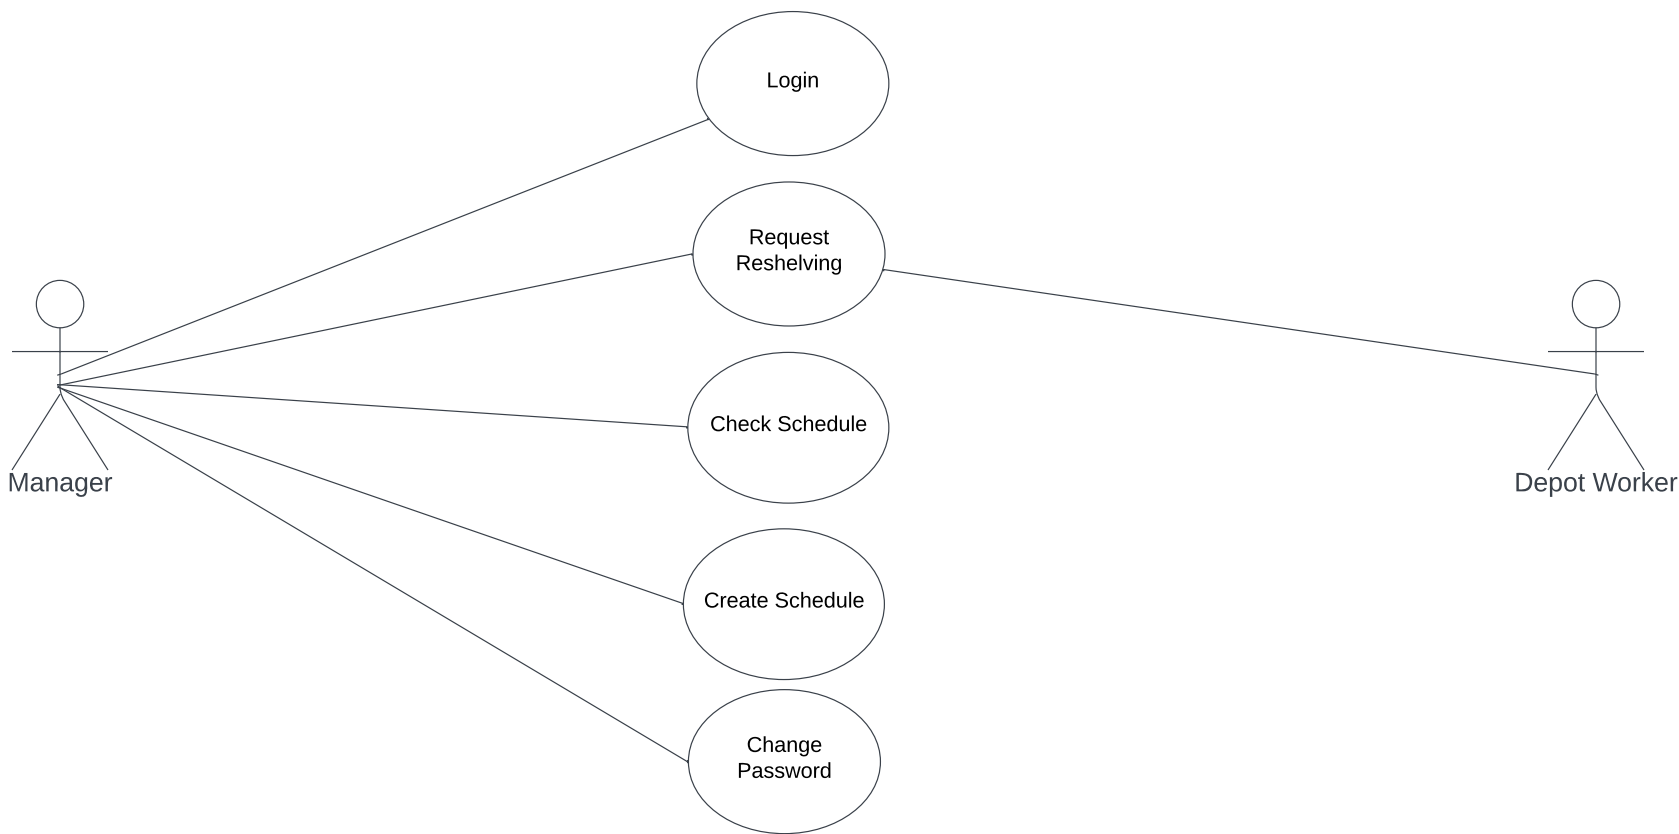 Login
Request
Reshelving
Check Schedule
Manager
Depot Worker
Create Schedule
Change
Password